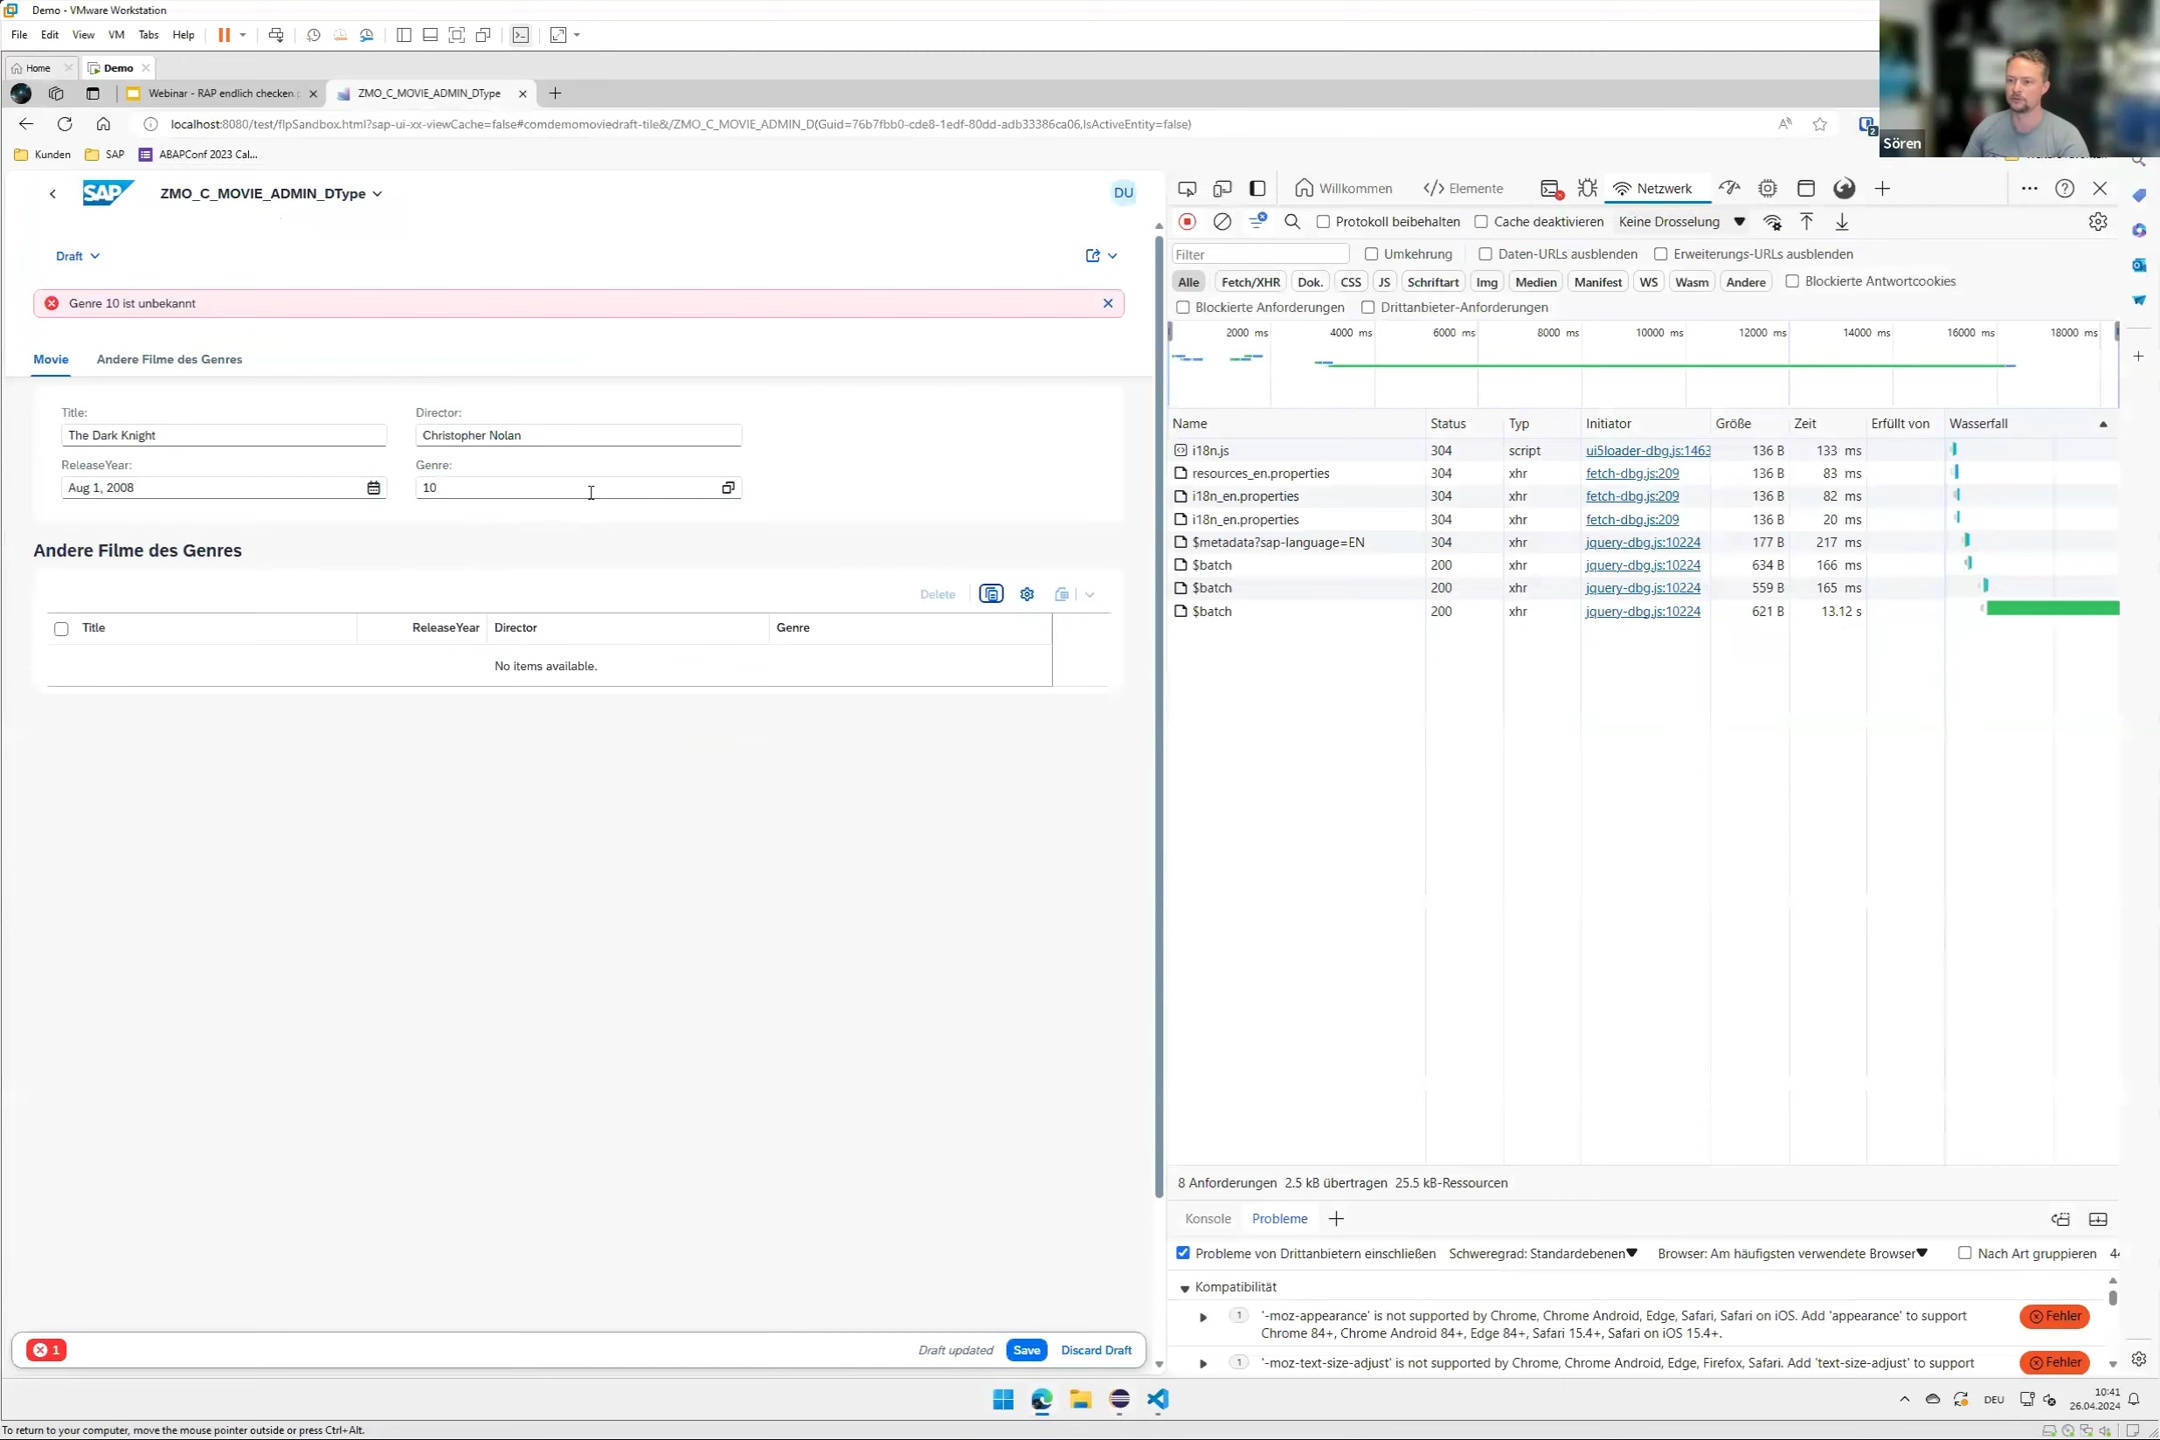 Demo - VMware Workstation
File Edit View VM Tabs Help
Home Demo
Webinar - RAP endlich checken. ZMO_C_MOVIE_ADMIN_DType
localhost:8080/test/flpSandbox.html?sap-ui-xx-viewCache=false#comdemomoviedraft-tile&/ZMO_C_MOVIE_ADMIN_D(Guid=76b7fbb0-cde8-1edf-80dd-adb33386ca06,IsActiveEntity=false)
Sören
Kunden SAP ABAPConf 2023 Cal...
SAP ZMO_C_MOVIE_ADMIN_DType DU
Draft
Genre 10 ist unbekannt
Movie Andere Filme des Genres
Title: Director:
The Dark Knight Christopher Nolan
ReleaseYear: Genre:
Aug 1, 2008 10
Andere Filme des Genres
Delete
Title ReleaseYear Director Genre
No items available.
1 Draft updated Save Discard Draft
Willkommen Elemente Netzwerk
Protokoll beibehalten Cache deaktivieren Keine Drosselung
Filter Umkehrung Daten-URLs ausblenden Erweiterungs-URLs ausblenden
Alle Fetch/XHR Dok. CSS JS Schriftart Img Medien Manifest WS Wasm Andere Blockierte Antwortcookies
Blockierte Anforderungen Drittanbieter-Anforderungen
2000 ms 4000 ms 6000 ms 8000 ms 10000 ms 12000 ms 14000 ms 16000 ms 18000 ms
Name Status Typ Initiator Größe Zeit Erfüllt von Wasserfall
i18n.js 304 script ui5loader-dbg.js:1463 136 B 133 ms
resources_en.properties 304 xhr fetch-dbg.js:209 136 B 83 ms
i18n_en.properties 304 xhr fetch-dbg.js:209 136 B 82 ms
i18n_en.properties 304 xhr fetch-dbg.js:209 136 B 20 ms
$metadata?sap-language=EN 304 xhr jquery-dbg.js:10224 177 B 217 ms
$batch 200 xhr jquery-dbg.js:10224 634 B 166 ms
$batch 200 xhr jquery-dbg.js:10224 559 B 165 ms
$batch 200 xhr jquery-dbg.js:10224 621 B 13.12 s
8 Anforderungen 2.5 kB übertragen 25.5 kB-Ressourcen
Konsole Probleme
Probleme von Drittanbietern einschließen Schweregrad: Standardebenen Browser: Am häufigsten verwendete Browser Nach Art gruppieren
Kompatibilität
1 '-moz-appearance' is not supported by Chrome, Chrome Android, Edge, Safari, Safari on iOS. Add 'appearance' to support Fehler
Chrome 84+, Chrome Android 84+, Edge 84+, Safari 15.4+, Safari on iOS 15.4+.
1 '-moz-text-size-adjust' is not supported by Chrome, Chrome Android, Edge, Firefox, Safari. Add 'text-size-adjust' to support Fehler
DEU 10:41
26.04.2024
To return to your computer, move the mouse pointer outside or press Ctrl+Alt.